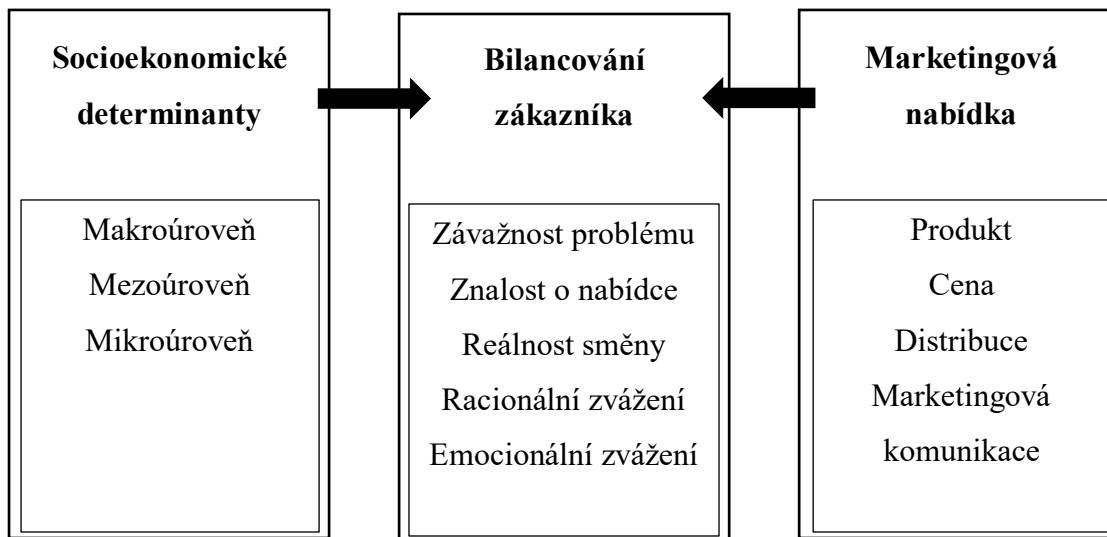 Socioekonomické
determinanty
Makroúroveň
Mezoúroveň
Mikroúroveň
Bilancování
zákazníka
Závažnost problému
Znalost o nabídce
Reálnost směny
Racionální zvážení
Emocionální zvážení
Marketingová
nabídka
Produkt
Cena
Distribuce
Marketingová
komunikace